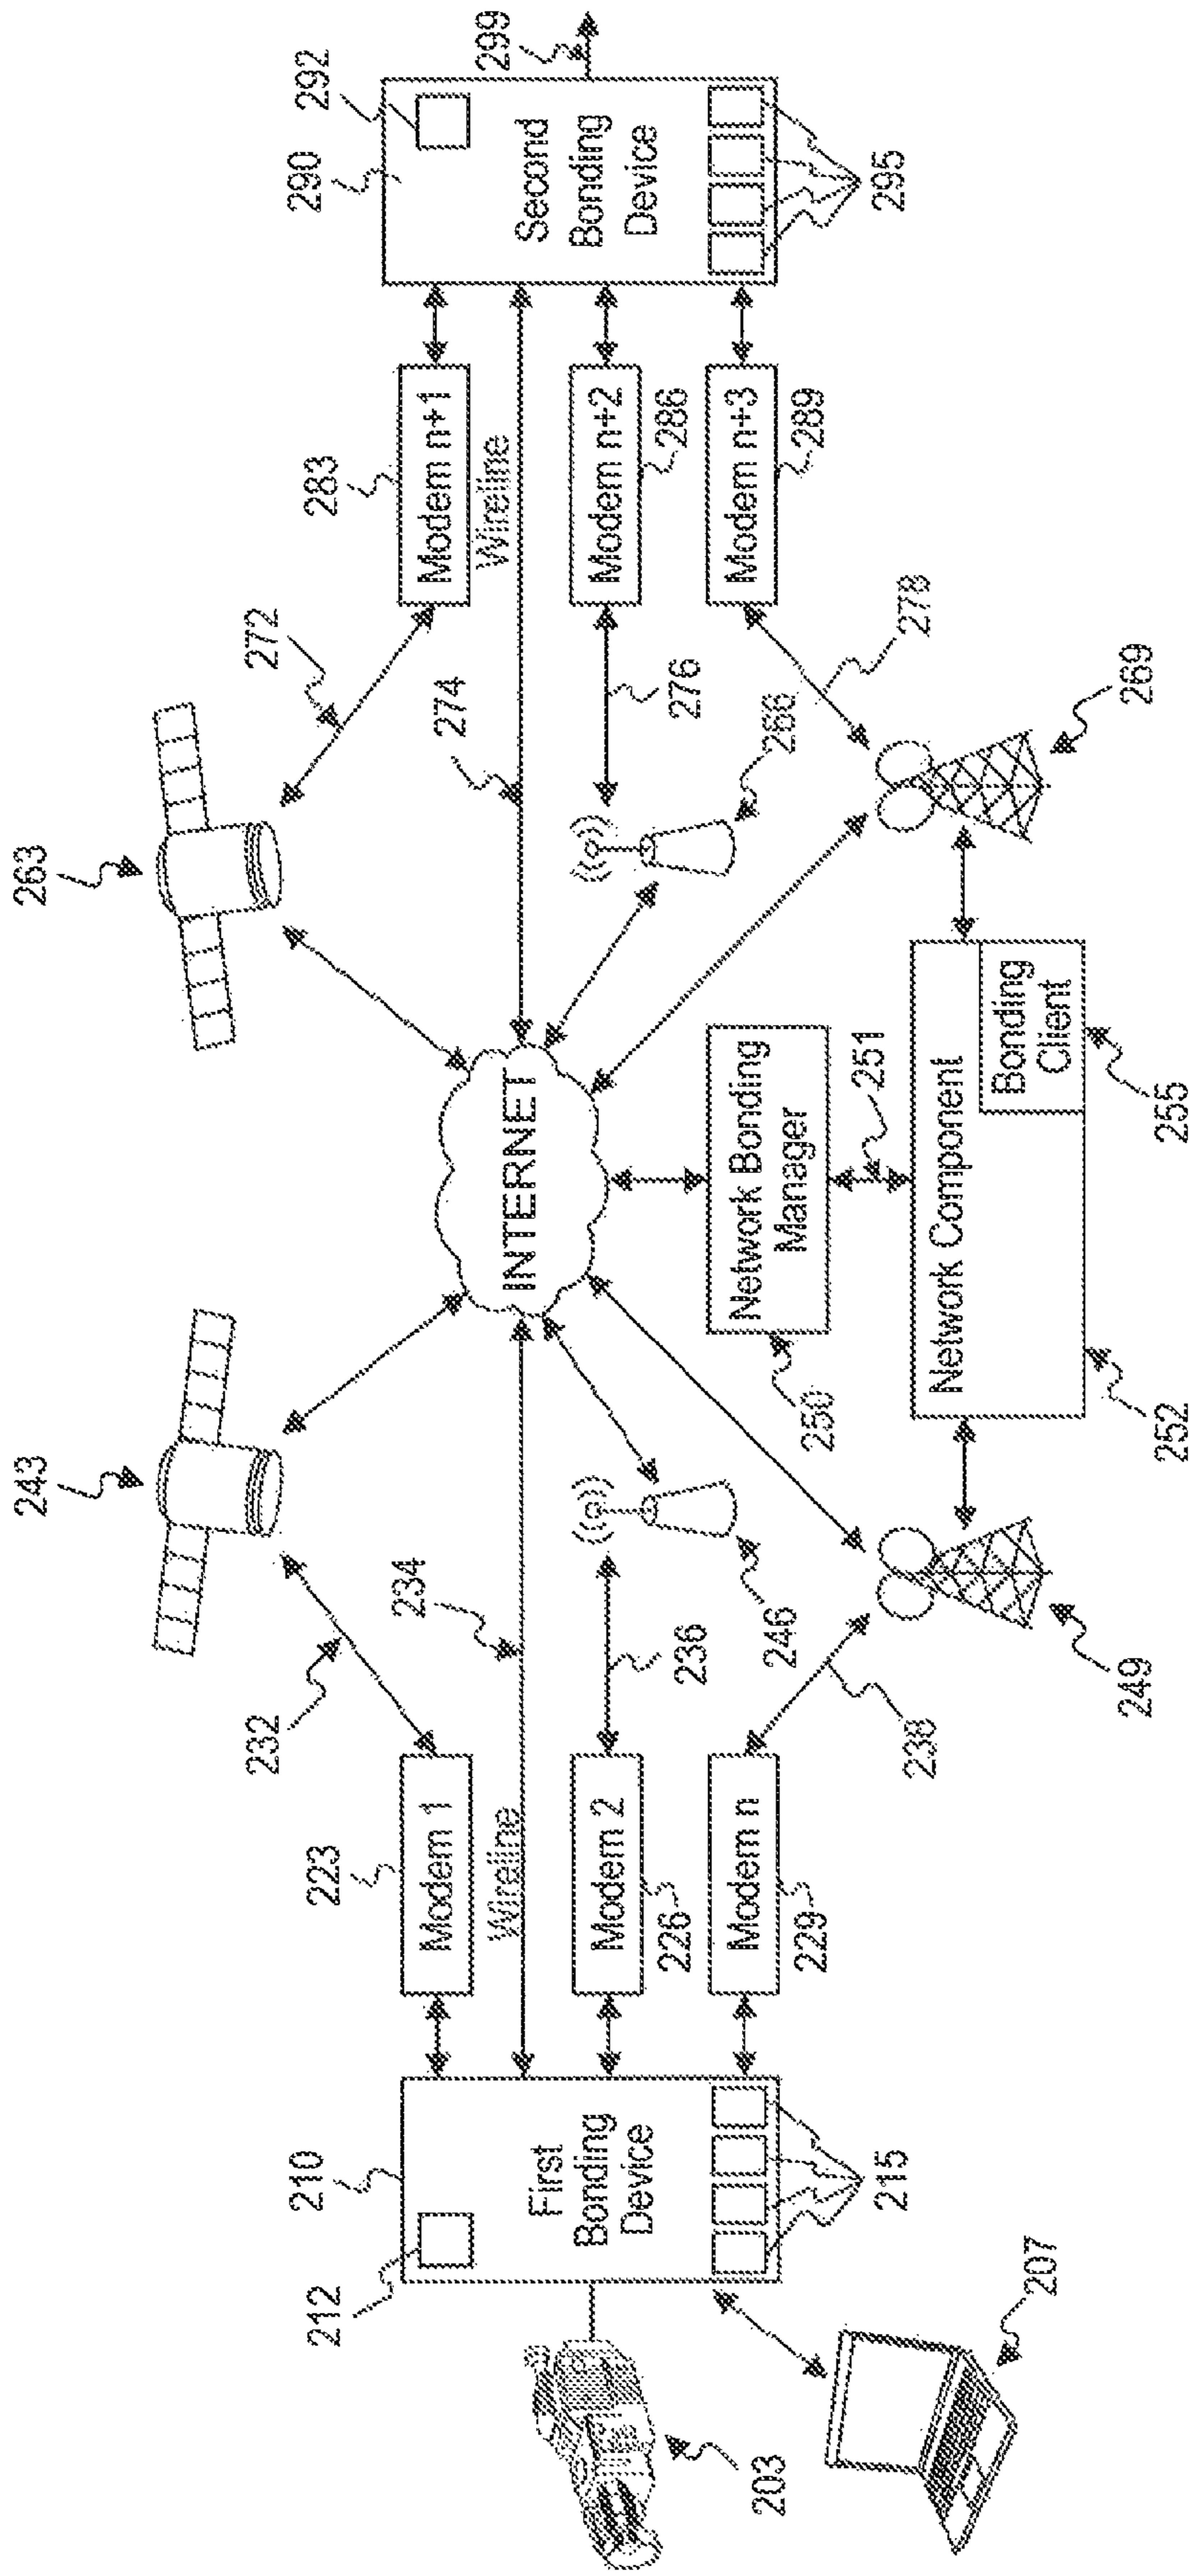 243
263
232
234
272
274
223
Modem 1
Wireline
INTERNET
283
Modem n+1
Wireline
290
292
299
212
210
First
Bonding
Device
215
Second
Bonding
Device
295
Modem 2
226
236
246
Modem n
229
238
249
Network Bonding
Manager
250
251
Network Component
Bonding
Client
252
255
266
276
Modem n+2
286
Modem n+3
289
278
269
203
207